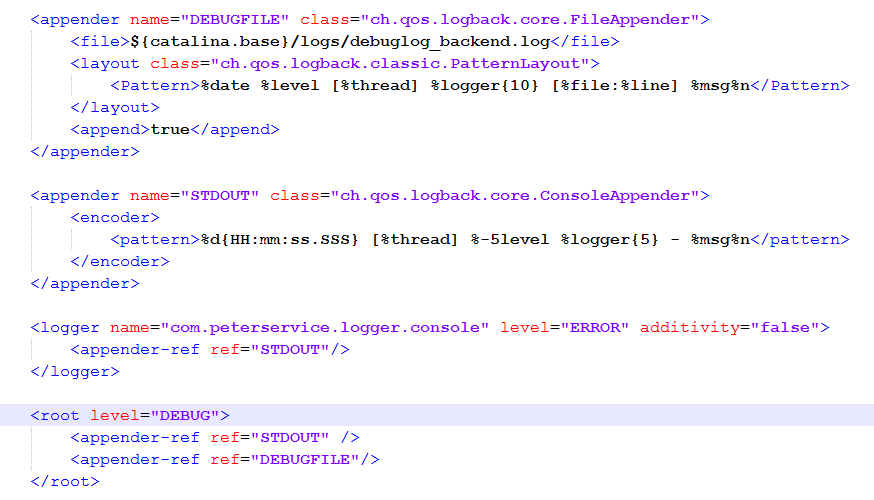 <appender name="DEBUGFILE" class="ch.qos.logback.core.FileAppender">
<file>${catalina.base}/logs/debuglog_backend.log</file>
<layout class="ch.qos.logback.classic.PatternLayout">
<Pattern>%date %level [%thread] %logger{10} [%file:%line] %msg%n</Pattern>
</layout>
<append>true</append>
</appender>
<appender name="STDOUT" class="ch.qos.logback.core.ConsoleAppender">
<encoder>
<pattern>%d{HH:mm:ss.SSS} [%thread] %-5level %logger{5} - %msg%n</pattern>
</encoder>
</appender>
<logger name="com.peterservice.logger.console" level="ERROR" additivity="false">
<appender-ref ref="STDOUT"/>
</logger>
<root level="DEBUG">
<appender-ref ref="STDOUT" />
<appender-ref ref="DEBUGFILE"/>
</root>